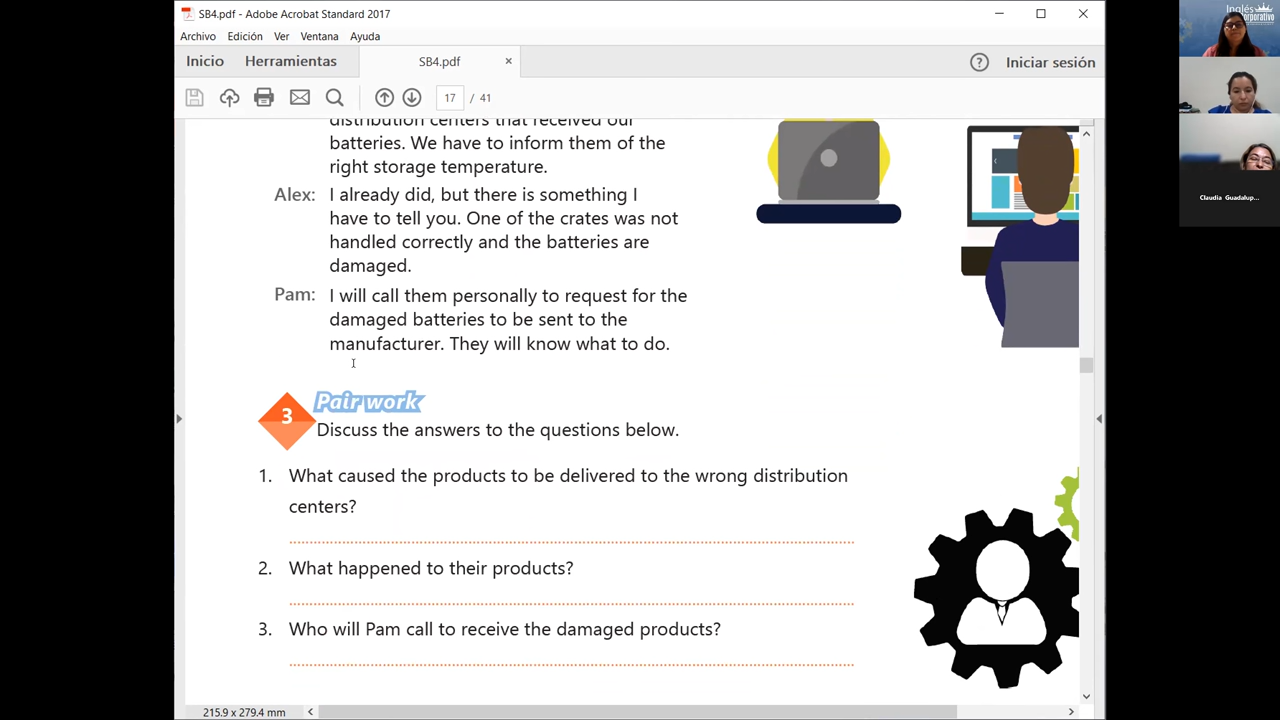 SB4.pdf - Adobe Acrobat Standard 2017
Archivo Edición Ver Ventana Ayuda
Inicio Herramientas SB4.pdf × ? Iniciar sesión
17 / 41
distribution centers that received our
batteries. We have to inform them of the
right storage temperature.
Alex: I already did, but there is something I
have to tell you. One of the crates was not
handled correctly and the batteries are
damaged.
Pam: I will call them personally to request for the
damaged batteries to be sent to the
manufacturer. They will know what to do.
3 Pair work
Discuss the answers to the questions below.
1. What caused the products to be delivered to the wrong distribution
centers?
2. What happened to their products?
3. Who will Pam call to receive the damaged products?
215.9 x 279.4 mm
Inglés
Corporativo
Claudia Guadalup...